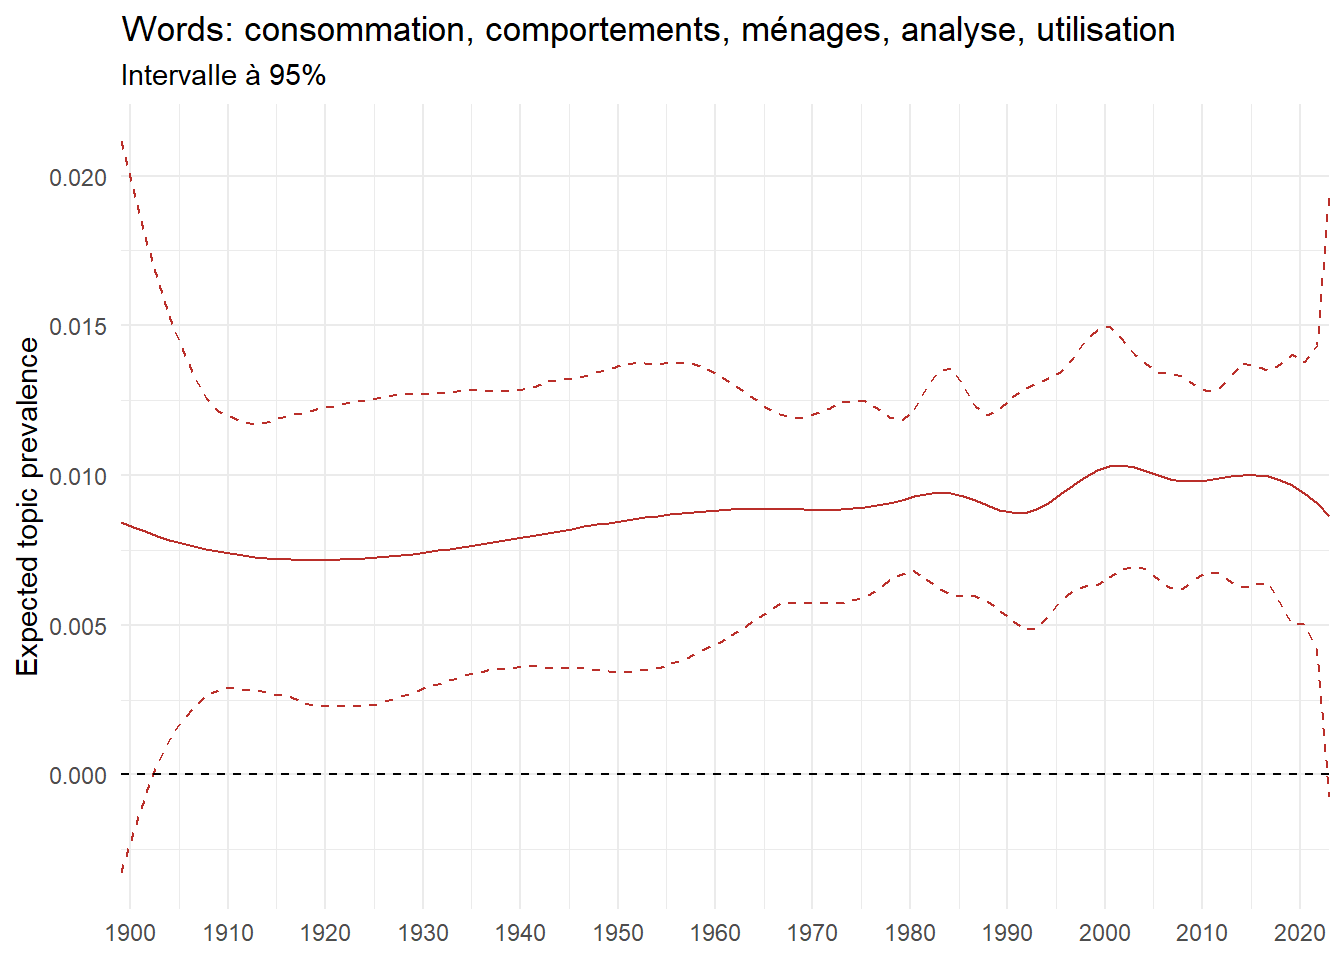 Words: consommation, comportements, ménages, analyse, utilisation
Intervalle à 95%
Expected topic prevalence
0.020
0.015
0.010
0.005
0.000
1900 1910 1920 1930 1940 1950 1960 1970 1980 1990 2000 2010 2020